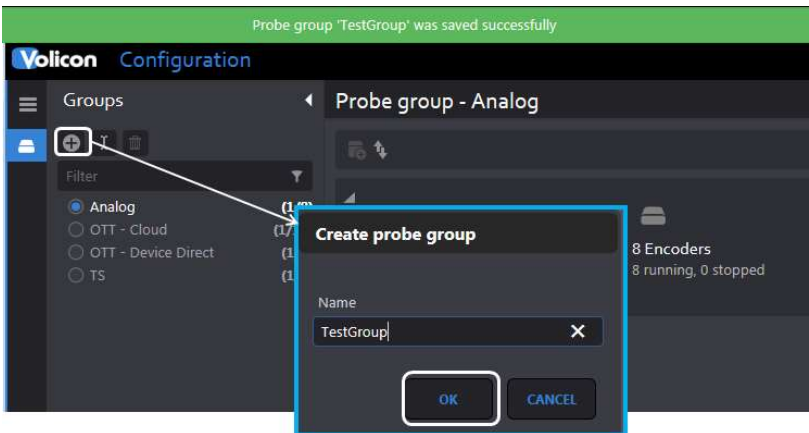 Probe group 'TestGroup' was saved successfully
Volicon Configuration
Groups
Probe group - Analog
Filter
Analog
OTT - Cloud
OTT - Device Direct
TS
Create probe group
Name
TestGroup
OK CANCEL
8 Encoders
8 running, 0 stopped